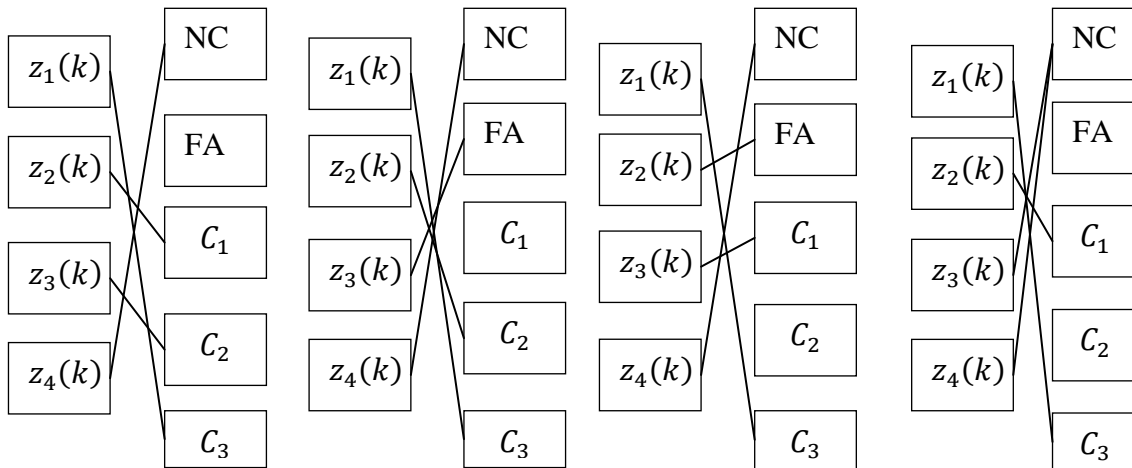 NC NC NC NC
z₁(k) z₁(k) z₁(k) z₁(k)
FA FA FA FA
z₂(k) z₂(k) z₂(k) z₂(k)
C₁ C₁ C₁ C₁
z₃(k) z₃(k) z₃(k) z₃(k)
C₂ C₂ C₂ C₂
z₄(k) z₄(k) z₄(k) z₄(k)
C₃ C₃ C₃ C₃